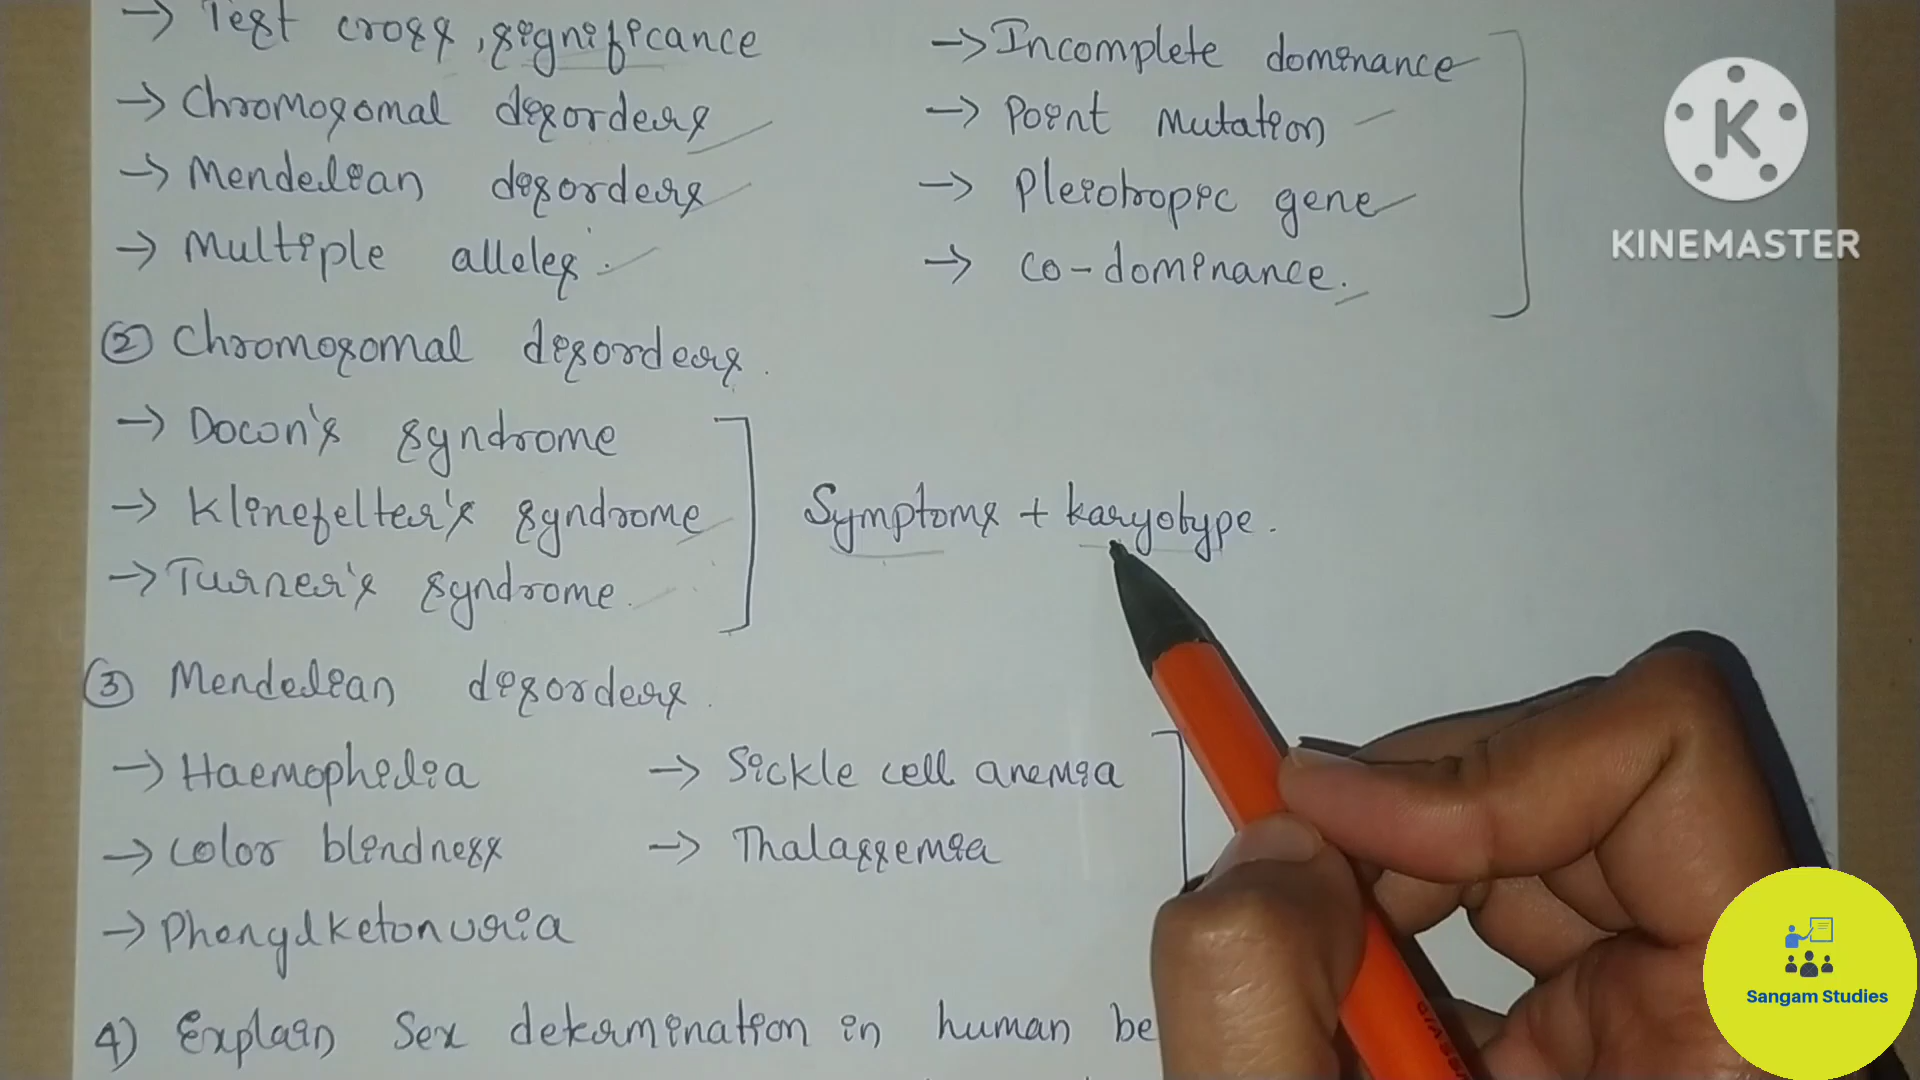 → Test cross, significance
→ Chromosomal disorders
→ Mendelian disorders
→ Multiple alleles.
→ Incomplete dominance
→ Point Mutation
→ Pleiotropic gene
→ Co-dominance.
② Chromosomal disorders.
→ Down's syndrome
→ Klinefelter's syndrome
→ Turner's syndrome.
Symptoms + karyotype.
③ Mendelian disorders.
→ Haemophilia
→ Color blindness
→ Phenylketonuria
→ Sickle cell anemia
→ Thalassemia
4) Explain Sex determination in human be
K
KINEMASTER
Sangam Studies